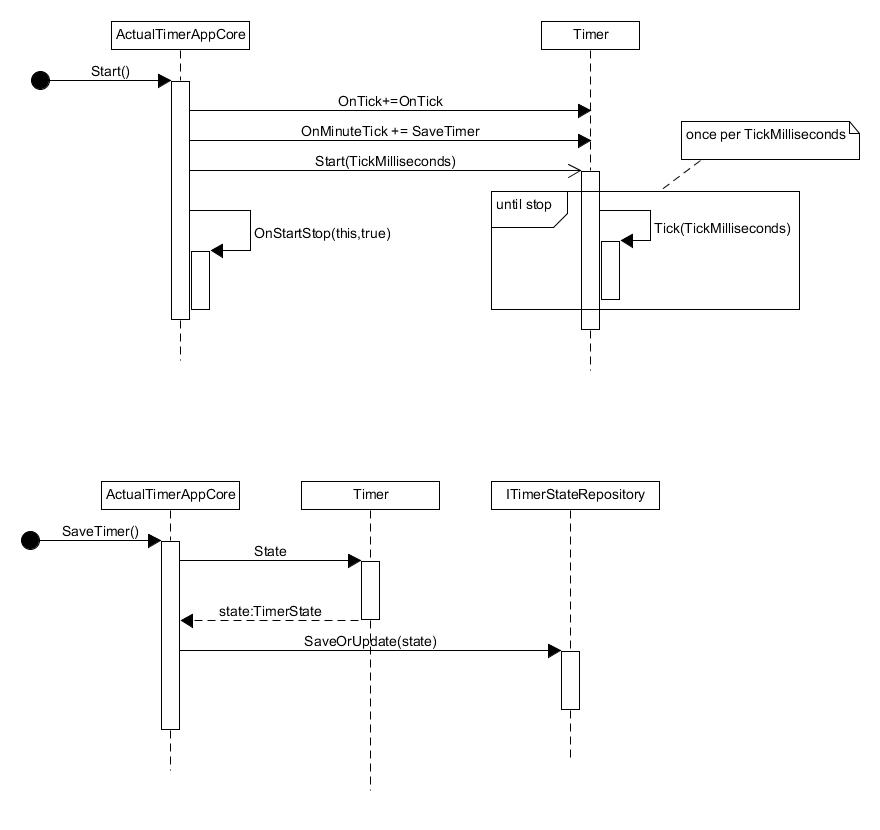 ActualTimerAppCore
Timer
Start()
OnTick+=OnTick
OnMinuteTick += SaveTimer
once per TickMilliseconds
Start(TickMilliseconds)
until stop
OnStartStop(this,true)
Tick(TickMilliseconds)
ActualTimerAppCore
Timer
ITimerStateRepository
SaveTimer()
State
state:TimerState
SaveOrUpdate(state)